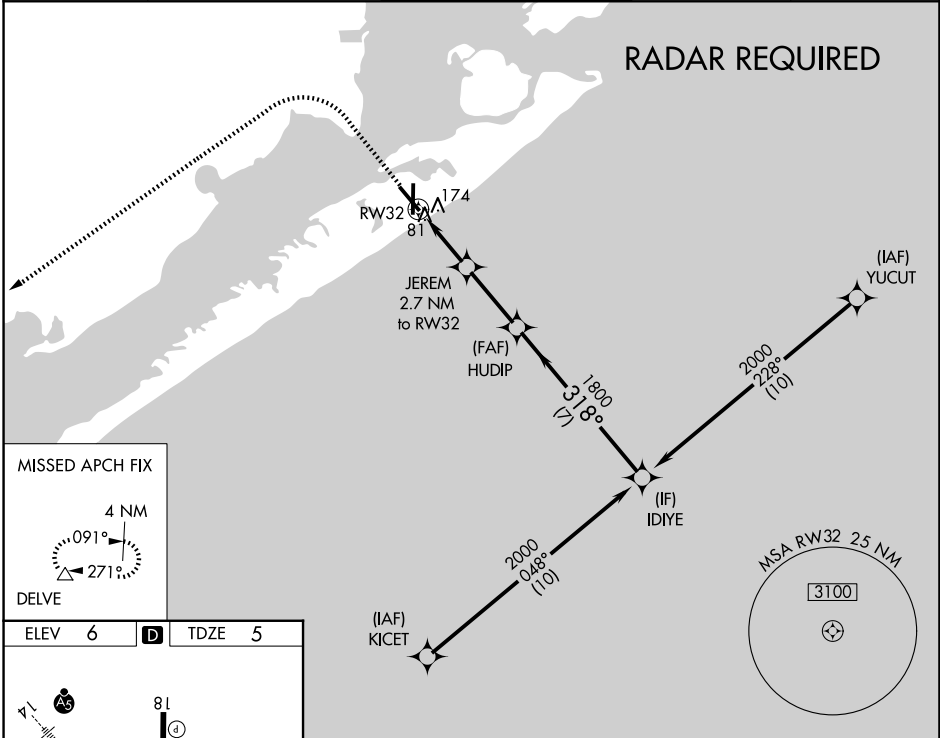 RADAR REQUIRED
174
RW32
81
JEREM
2.7 NM
to RW32
(FAF)
HUDIP
(IAF)
YUCUT
2000
228°
(10)
1800
318°
(7)
(IF)
IDIYE
2000
048°
(10)
(IAF)
KICET
MISSED APCH FIX
4 NM
091°
271°
DELVE
MSA RW32 25 NM
3100
ELEV 6 D TDZE 5
A5
14
18
P